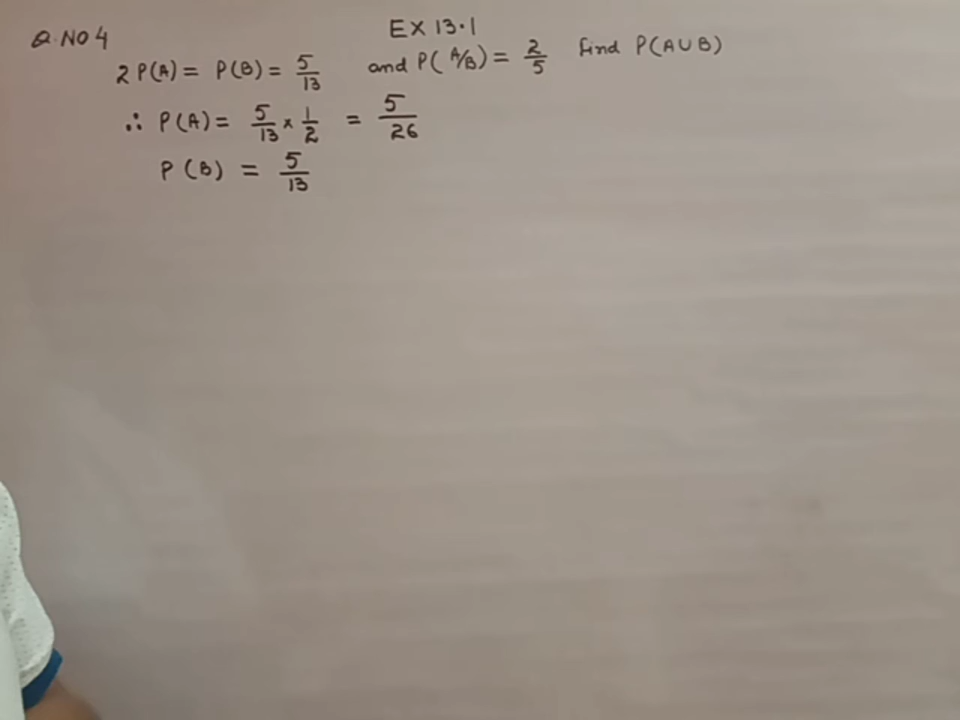 EX 13.1
Q. NO 4
2 P(A) = P(B) = 5/13 and P(A/B) = 2/5 find P(A∪B)
∴ P(A) = 5/13 × 1/2 = 5/26
P(B) = 5/13